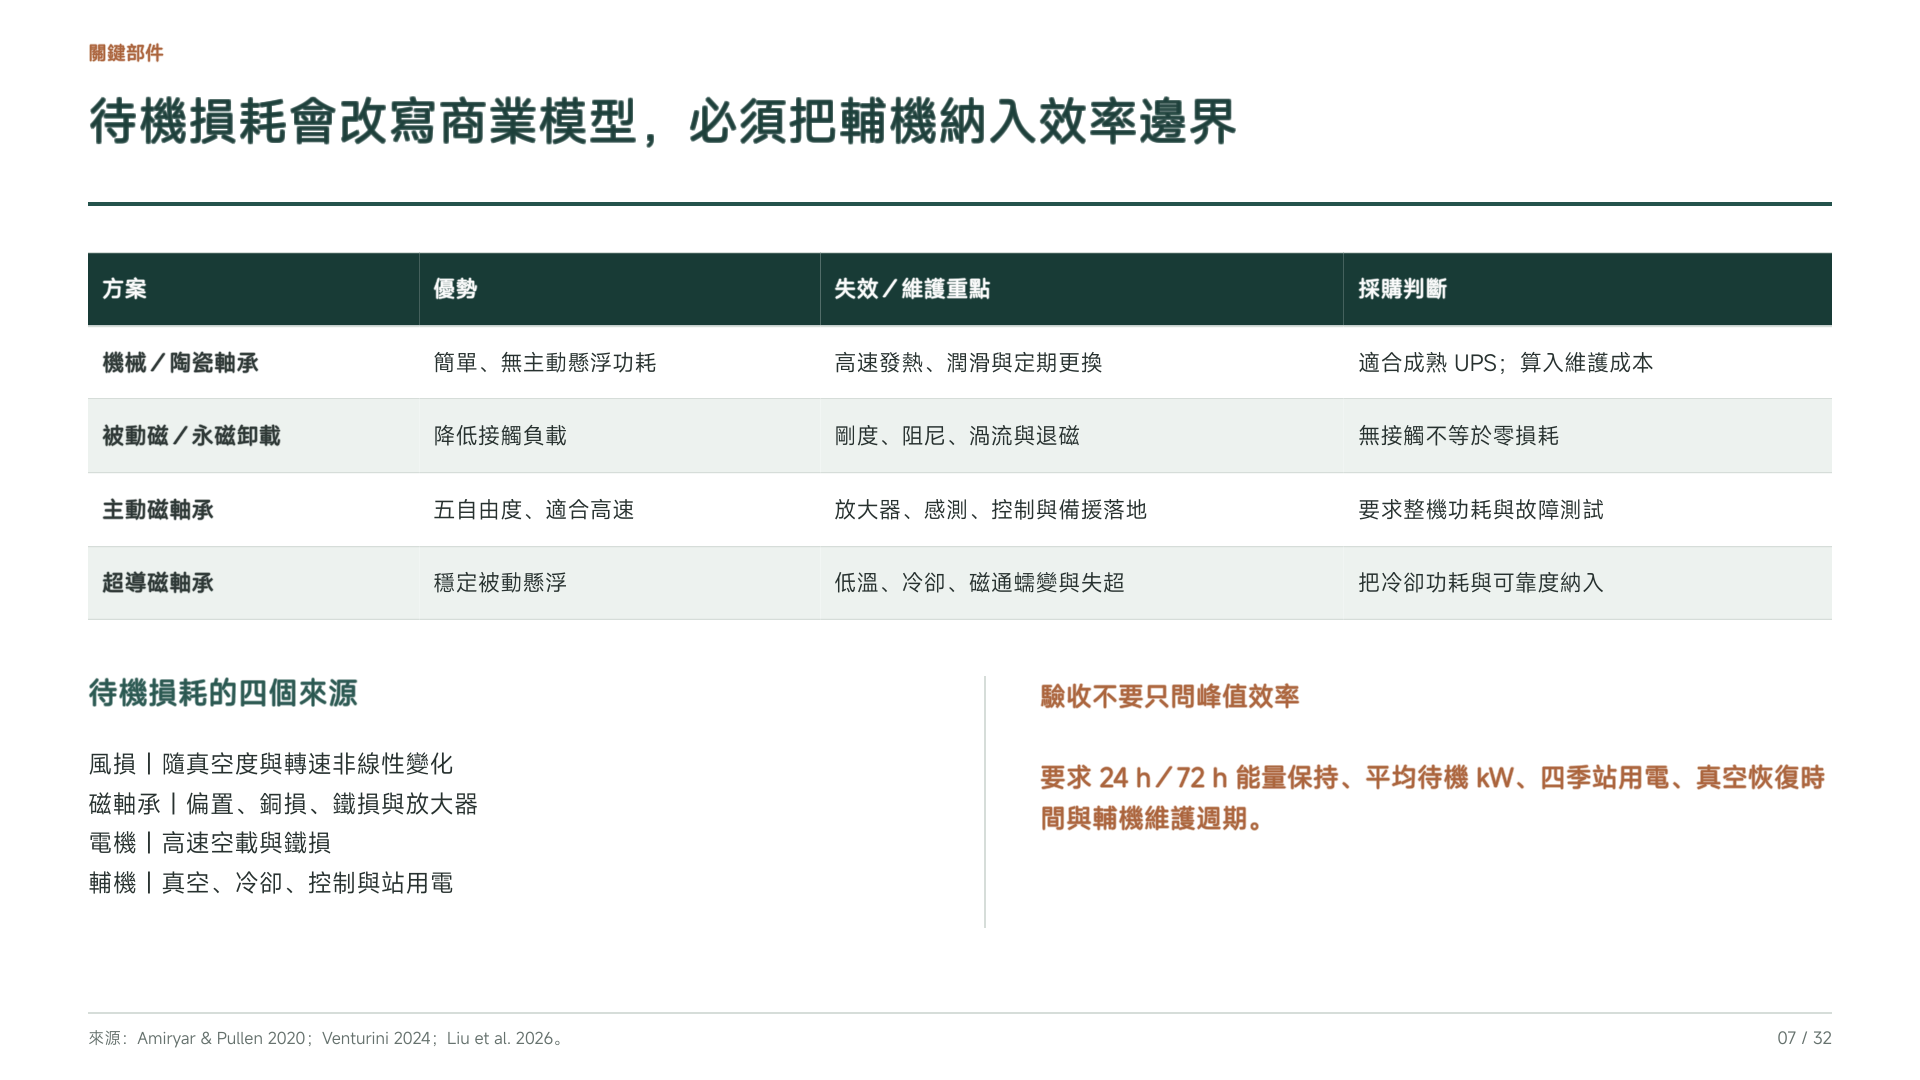 關鍵部件
待機損耗會改寫商業模型，必須把輔機納入效率邊界
方案 優勢 失效／維護重點 採購判斷
機械／陶瓷軸承 簡單、無主動懸浮功耗 高速發熱、潤滑與定期更換 適合成熟 UPS；算入維護成本
被動磁／永磁卸載 降低接觸負載 剛度、阻尼、渦流與退磁 無接觸不等於零損耗
主動磁軸承 五自由度、適合高速 放大器、感測、控制與備援落地 要求整機功耗與故障測試
超導磁軸承 穩定被動懸浮 低溫、冷卻、磁通蠕變與失超 把冷卻功耗與可靠度納入
待機損耗的四個來源
風損｜隨真空度與轉速非線性變化
磁軸承｜偏置、銅損、鐵損與放大器
電機｜高速空載與鐵損
輔機｜真空、冷卻、控制與站用電
驗收不要只問峰值效率
要求 24 h／72 h 能量保持、平均待機 kW、四季站用電、真空恢復時
間與輔機維護週期。
來源：Amiryar & Pullen 2020；Venturini 2024；Liu et al. 2026。
07 / 32